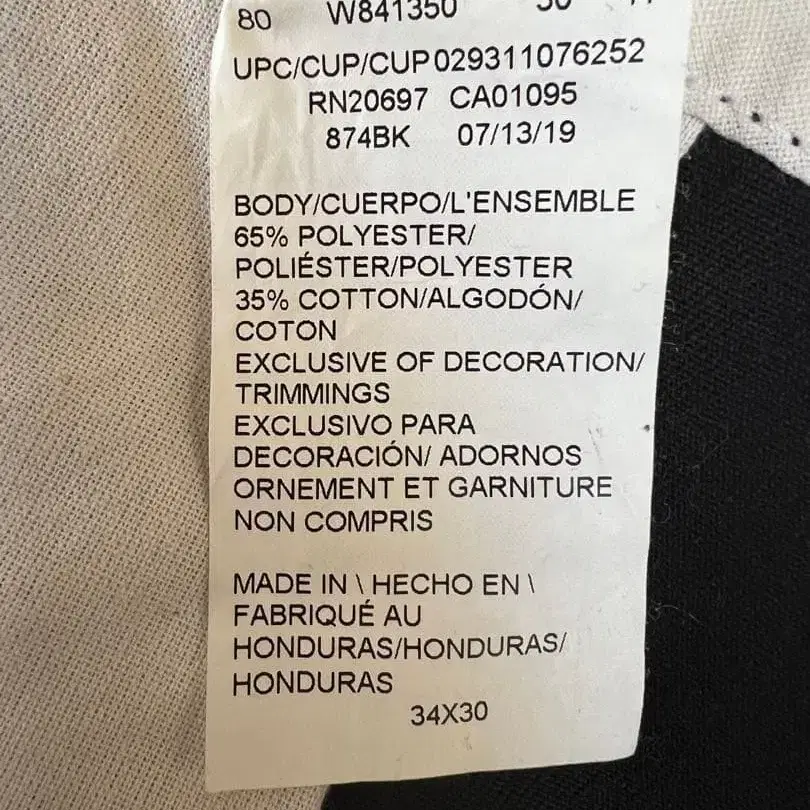 80 W841350
UPC/CUP/CUP029311076252
RN20697 CA01095
874BK 07/13/19
BODY/CUERPO/L'ENSEMBLE
65% POLYESTER/
POLIÉSTER/POLYESTER
35% COTTON/ALGODÓN/
COTON
EXCLUSIVE OF DECORATION/
TRIMMINGS
EXCLUSIVO PARA
DECORACIÓN/ ADORNOS
ORNEMENT ET GARNITURE
NON COMPRIS
MADE IN \ HECHO EN \
FABRIQUÉ AU
HONDURAS/HONDURAS/
HONDURAS
34X30